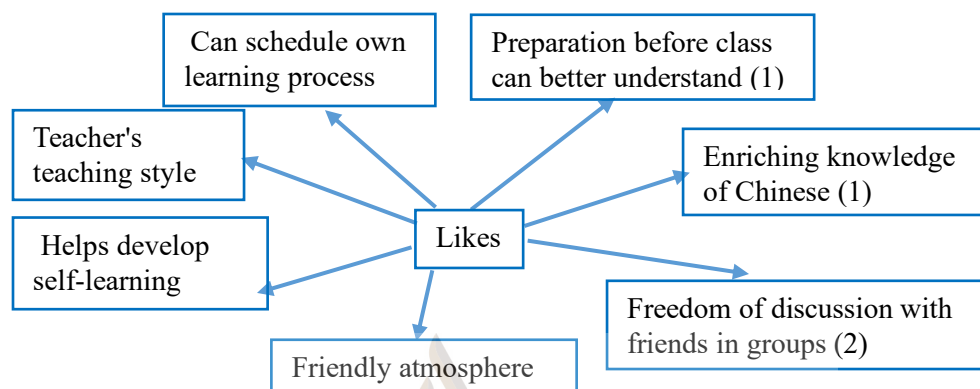 Can schedule own
learning process
Preparation before class
can better understand (1)
Teacher's
teaching style
Enriching knowledge
of Chinese (1)
Likes
Helps develop
self-learning
Freedom of discussion with
friends in groups (2)
Friendly atmosphere